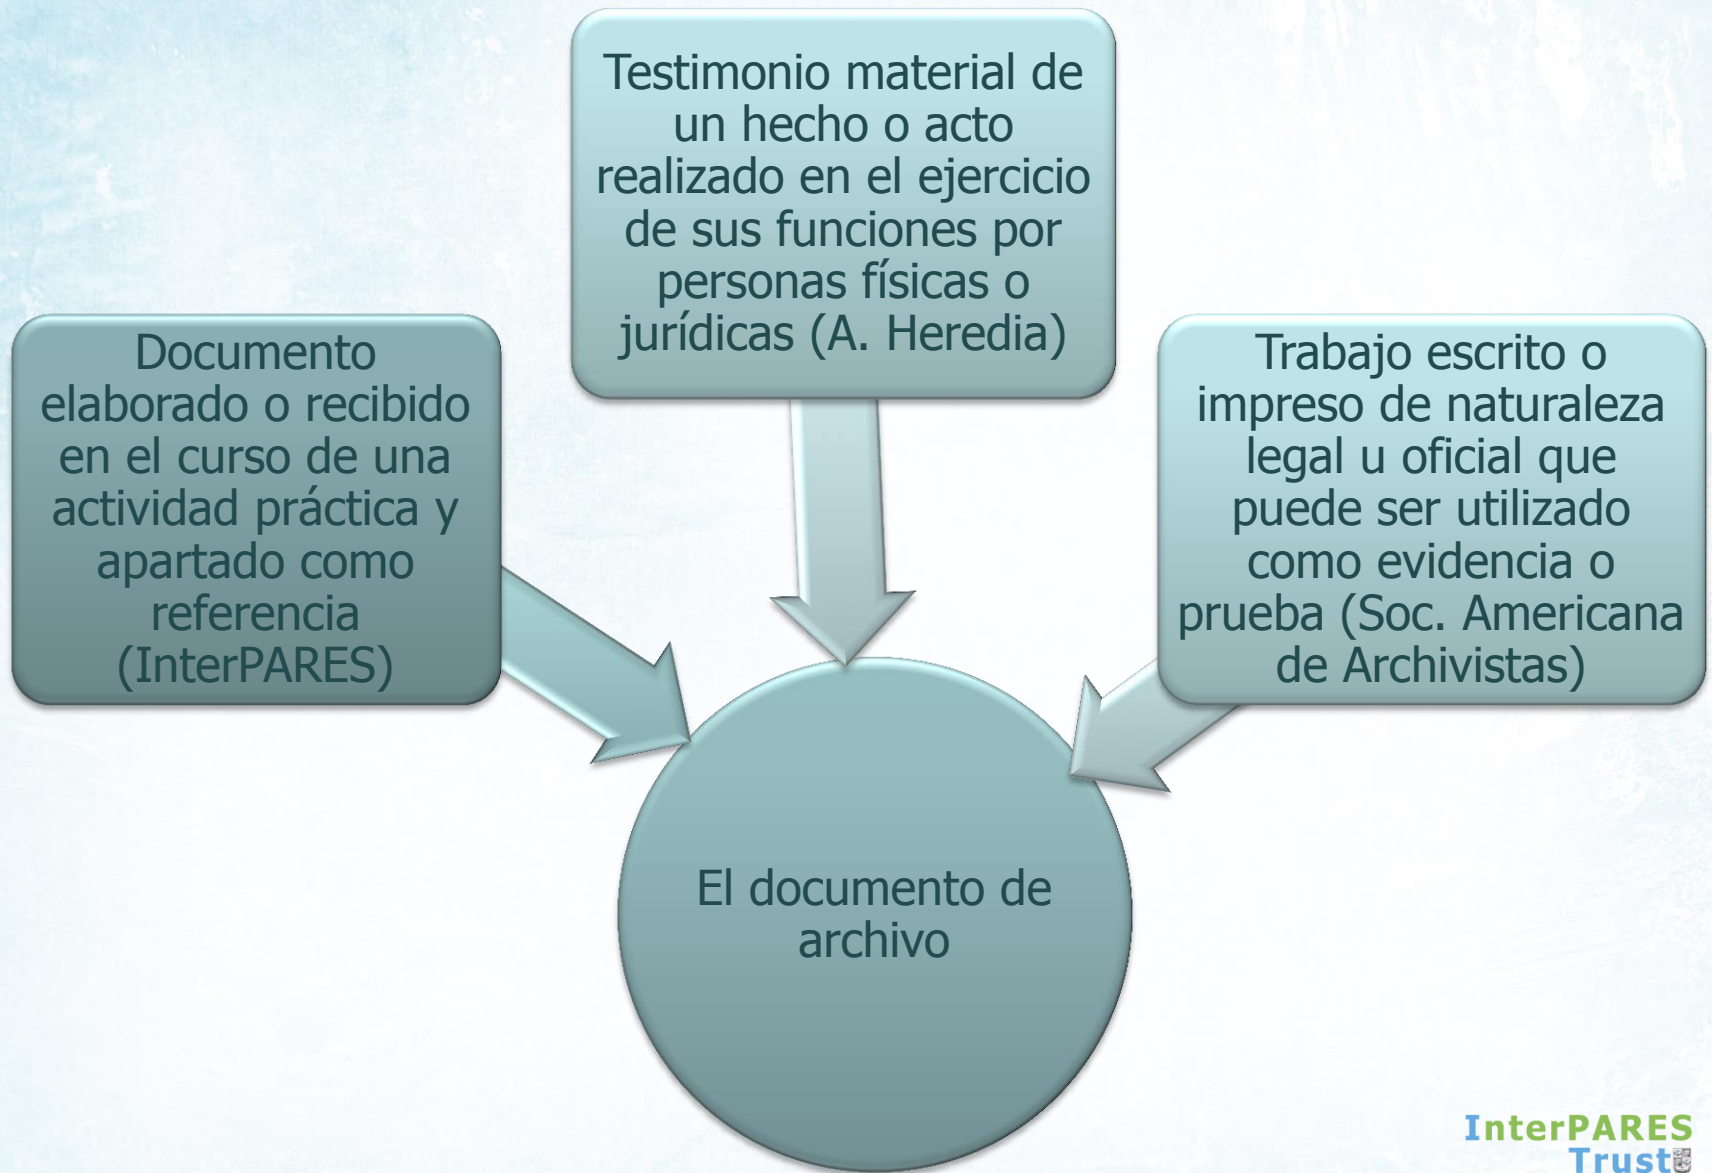 Testimonio material de
un hecho o acto
realizado en el ejercicio
de sus funciones por
personas físicas o
jurídicas (A. Heredia)
Documento
elaborado o recibido
en el curso de una
actividad práctica y
apartado como
referencia
(InterPARES)
Trabajo escrito o
impreso de naturaleza
legal u oficial que
puede ser utilizado
como evidencia o
prueba (Soc. Americana
de Archivistas)
El documento de
archivo
InterPARES
Trust